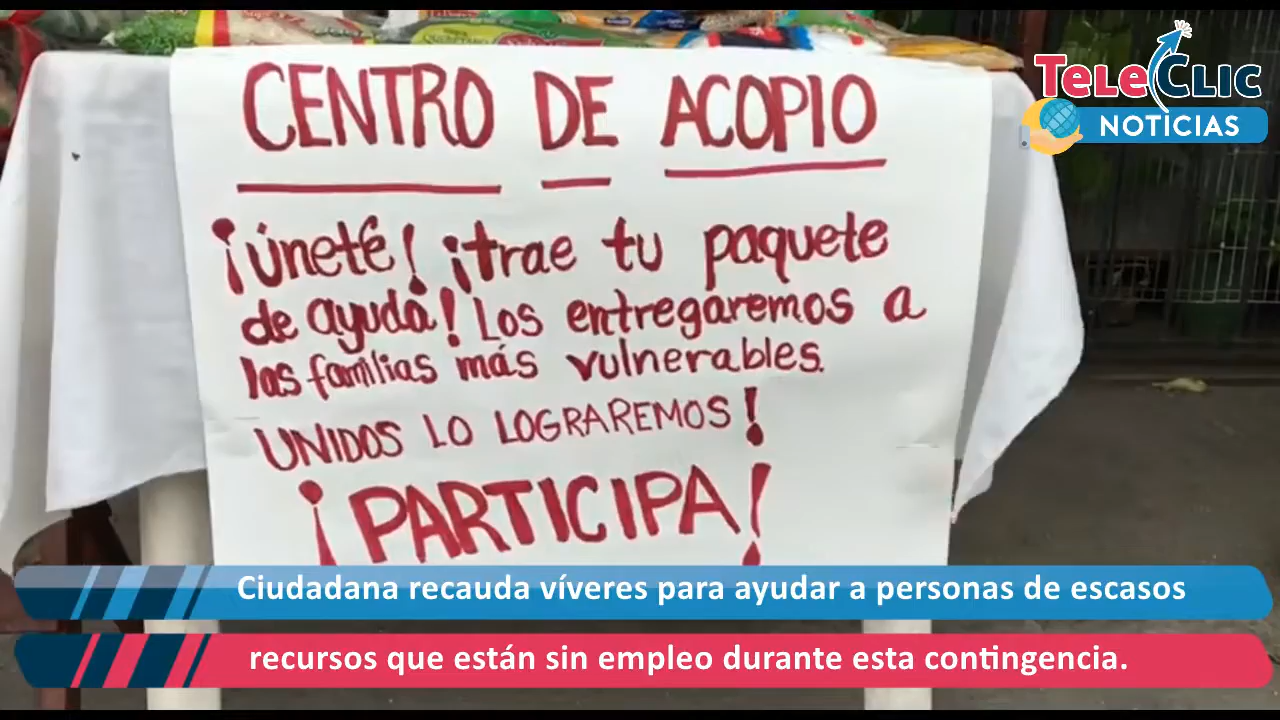 TELECLIC
NOTICIAS
CENTRO DE ACOPIO
¡únete! ¡trae tu paquete
de ayuda! Los entregaremos a
las familias más vulnerables.
UNIDOS LO LOGRAREMOS!
¡PARTICIPA!
Ciudadana recauda víveres para ayudar a personas de escasos
recursos que están sin empleo durante esta contingencia.